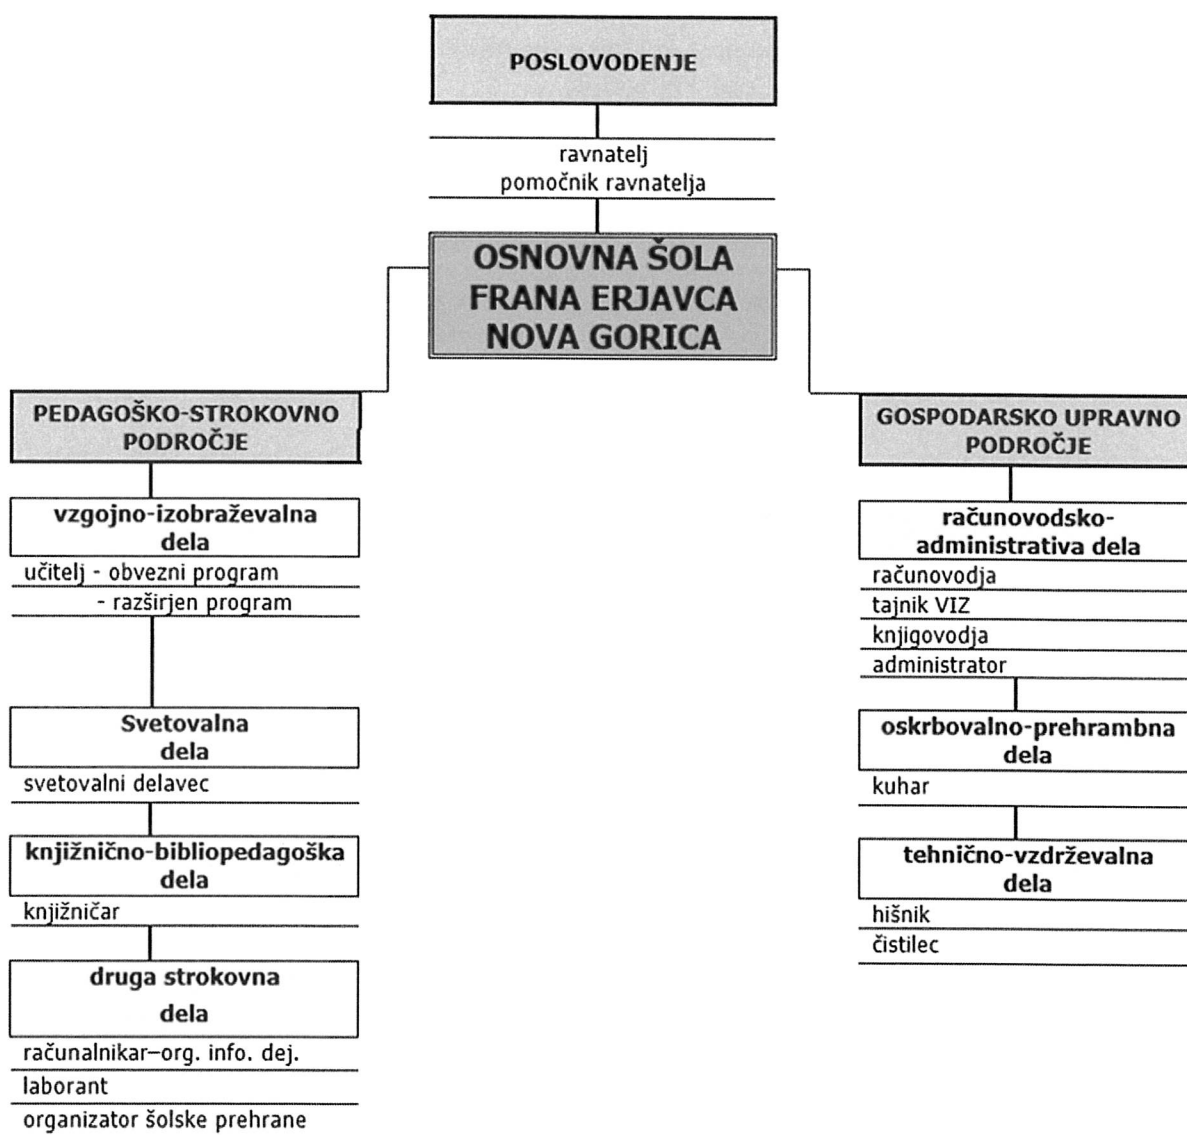 POSLOVODENJE
ravnatelj
pomočnik ravnatelja
OSNOVNA ŠOLA
FRANA ERJAVCA
NOVA GORICA
PEDAGOŠKO-STROKOVNO
PODROČJE
vzgojno-izobraževalna
dela
učitelj - obvezni program
- razširjen program
Svetovalna
dela
svetovalni delavec
knjižnično-bibliopedagoška
dela
knjižničar
druga strokovna
dela
računalnikar–org. info. dej.
laborant
organizator šolske prehrane
GOSPODARSKO UPRAVNO
PODROČJE
računovodsko-
administrativa dela
računovodja
tajnik VIZ
knjigovodja
administrator
oskrbovalno-prehrambna
dela
kuhar
tehnično-vzdrževalna
dela
hišnik
čistilec